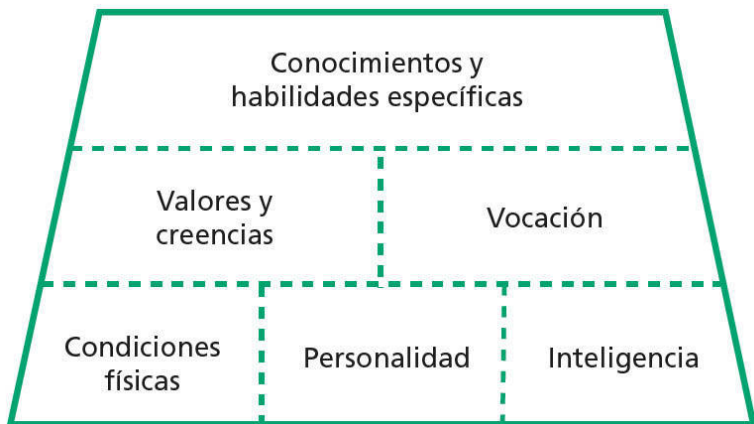 Conocimientos y
habilidades específicas
Valores y
creencias
Vocación
Condiciones
físicas
Personalidad
Inteligencia